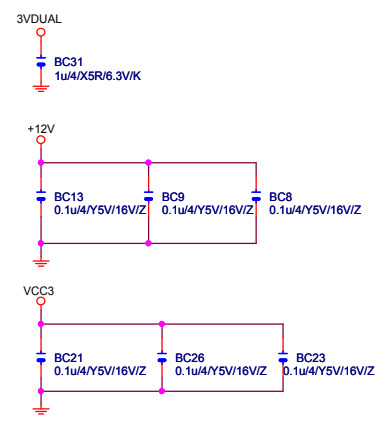 3VDUAL
BC31
1u/4/X5R/6.3V/K
+12V
BC13 BC9 BC8
0.1u/4/Y5V/16V/Z 0.1u/4/Y5V/16V/Z 0.1u/4/Y5V/16V/Z
VCC3
BC21 BC26 BC23
0.1u/4/Y5V/16V/Z 0.1u/4/Y5V/16V/Z 0.1u/4/Y5V/16V/Z